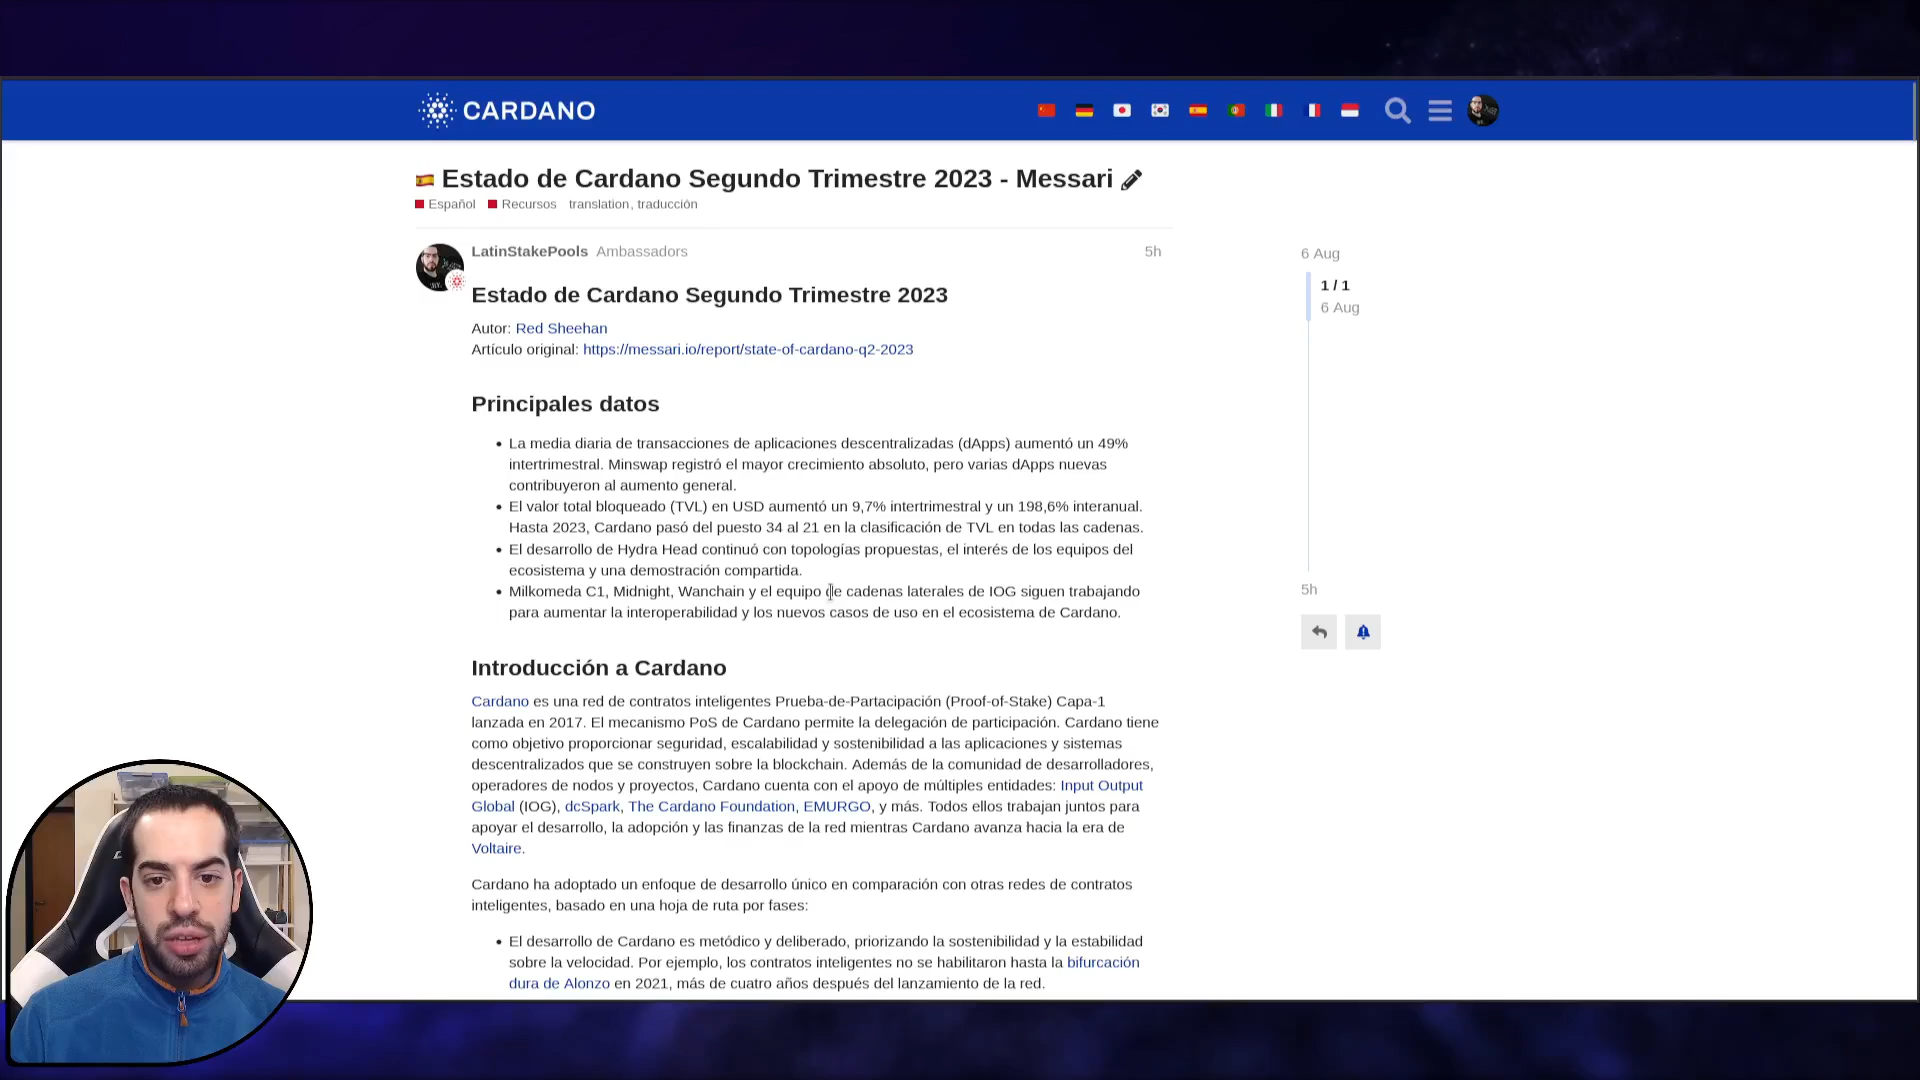 CARDANO
Estado de Cardano Segundo Trimestre 2023 - Messari
Español Recursos translation, traducción
LatinStakePools Ambassadors 5h
6 Aug
1 / 1
6 Aug
5h
Estado de Cardano Segundo Trimestre 2023
Autor: Red Sheehan
Artículo original: https://messari.io/report/state-of-cardano-q2-2023
Principales datos
• La media diaria de transacciones de aplicaciones descentralizadas (dApps) aumentó un 49%
intertrimestral. Minswap registró el mayor crecimiento absoluto, pero varias dApps nuevas
contribuyeron al aumento general.
• El valor total bloqueado (TVL) en USD aumentó un 9,7% intertrimestral y un 198,6% interanual.
Hasta 2023, Cardano pasó del puesto 34 al 21 en la clasificación de TVL en todas las cadenas.
• El desarrollo de Hydra Head continuó con topologías propuestas, el interés de los equipos del
ecosistema y una demostración compartida.
• Milkomeda C1, Midnight, Wanchain y el equipo de cadenas laterales de IOG siguen trabajando
para aumentar la interoperabilidad y los nuevos casos de uso en el ecosistema de Cardano.
Introducción a Cardano
Cardano es una red de contratos inteligentes Prueba-de-Partacipación (Proof-of-Stake) Capa-1
lanzada en 2017. El mecanismo PoS de Cardano permite la delegación de participación. Cardano tiene
como objetivo proporcionar seguridad, escalabilidad y sostenibilidad a las aplicaciones y sistemas
descentralizados que se construyen sobre la blockchain. Además de la comunidad de desarrolladores,
operadores de nodos y proyectos, Cardano cuenta con el apoyo de múltiples entidades: Input Output
Global (IOG), dcSpark, The Cardano Foundation, EMURGO, y más. Todos ellos trabajan juntos para
apoyar el desarrollo, la adopción y las finanzas de la red mientras Cardano avanza hacia la era de
Voltaire.
Cardano ha adoptado un enfoque de desarrollo único en comparación con otras redes de contratos
inteligentes, basado en una hoja de ruta por fases:
• El desarrollo de Cardano es metódico y deliberado, priorizando la sostenibilidad y la estabilidad
sobre la velocidad. Por ejemplo, los contratos inteligentes no se habilitaron hasta la bifurcación
dura de Alonzo en 2021, más de cuatro años después del lanzamiento de la red.